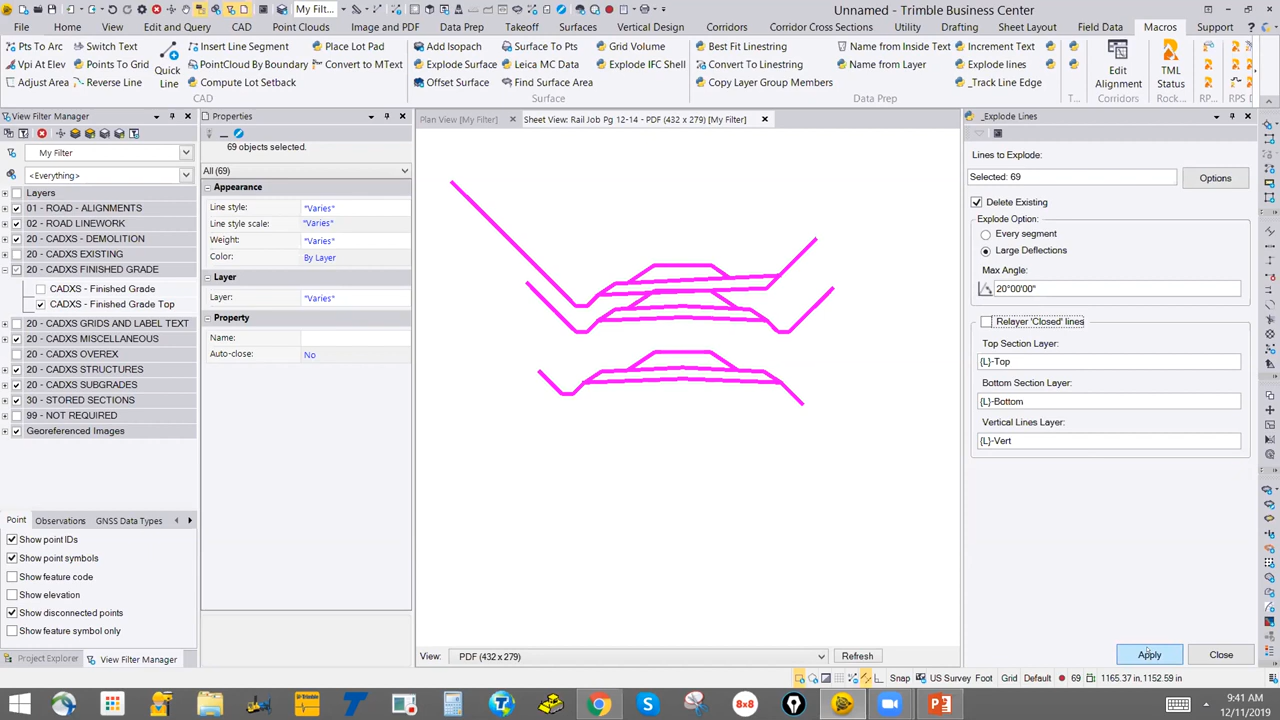 My Filt...
Unnamed - Trimble Business Center
File
Home
View
Edit and Query
CAD
Point Clouds
Image and PDF
Data Prep
Takeoff
Surfaces
Vertical Design
Corridors
Corridor Cross Sections
Utility
Drafting
Sheet Layout
Field Data
Macros
Support
Pts To Arc
Switch Text
Insert Line Segment
Place Lot Pad
Add Isopach
Surface To Pts
Grid Volume
Best Fit Linestring
Name from Inside Text
Increment Text
Vpi At Elev
Points To Grid
Quick Line
PointCloud By Boundary
Convert to MText
Explode Surface
Leica MC Data
Explode IFC Shell
Convert To Linestring
Name from Layer
Explode lines
Edit Alignment
TML Status
Adjust Area
Reverse Line
Compute Lot Setback
Offset Surface
Find Surface Area
Copy Layer Group Members
_Track Line Edge
CAD
Surface
Data Prep
T...
Corridors
Rock...
RP...
RPS D
View Filter Manager
My Filter
<Everything>
Layers
01 - ROAD - ALIGNMENTS
02 - ROAD LINEWORK
20 - CADXS - DEMOLITION
20 - CADXS EXISTING
20 - CADXS FINISHED GRADE
CADXS - Finished Grade
CADXS - Finished Grade Top
20 - CADXS GRIDS AND LABEL TEXT
20 - CADXS MISCELLANEOUS
20 - CADXS OVEREX
20 - CADXS STRUCTURES
20 - CADXS SUBGRADES
30 - STORED SECTIONS
99 - NOT REQUIRED
Georeferenced Images
Point
Observations
GNSS Data Types
Show point IDs
Show point symbols
Show feature code
Show elevation
Show disconnected points
Show feature symbol only
Project Explorer
View Filter Manager
Properties
69 objects selected.
All (69)
Appearance
Line style: *Varies*
Line style scale: *Varies*
Weight: *Varies*
Color: By Layer
Layer
Layer: *Varies*
Property
Name:
Auto-close: No
Plan View [My Filter]
Sheet View: Rail Job Pg 12-14 - PDF (432 x 279) [My Filter]
View:
PDF (432 x 279)
Refresh
_Explode Lines
Lines to Explode:
Selected: 69
Options
Delete Existing
Explode Option:
Every segment
Large Deflections
Max Angle:
20°00'00"
Relayer 'Closed' lines
Top Section Layer:
{L}-Top
Bottom Section Layer:
{L}-Bottom
Vertical Lines Layer:
{L}-Vert
Apply
Close
Snap
US Survey Foot
Grid
Default
69
1165.37 in,1152.59 in
8x8
9:41 AM
12/11/2019